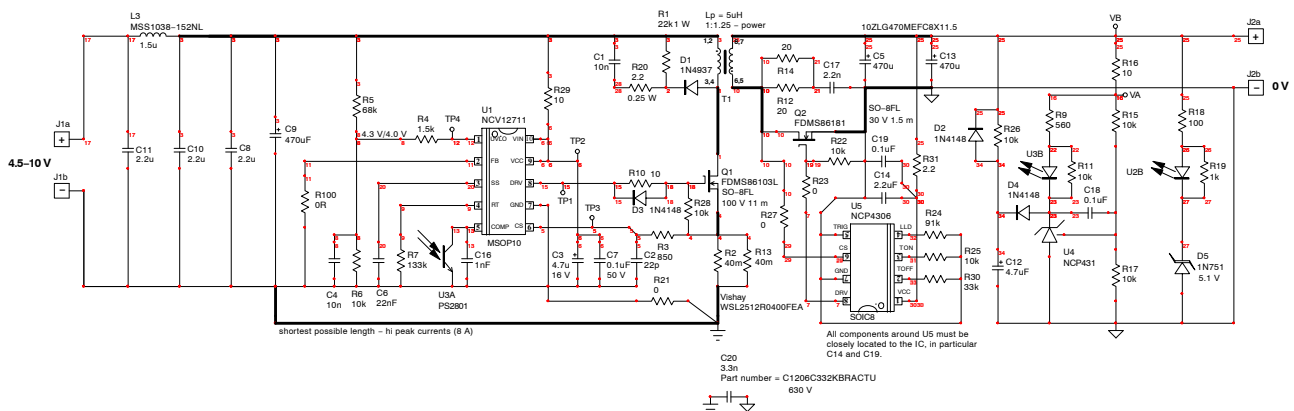 L3
MSS1038-152NL
1.5u
R1
22k1 W
Lp = 5uH
1:1.25 - power
10ZLG470MEFC8X11.5
VB
J2a
+
J2b
-
0 V
C1
10n
R20
2.2
0.25 W
D1
1N4937
1,2
3,4
6,7
6,5
T1
20
R14
R12
20
C17
2.2n
C5
470u
C13
470u
R16
10
VA
R5
68k
R29
10
U1
NCV12711
4.3 V/4.0 V
R4
1.5k
TP4
TP2
UVLO
VIN
FB
VCC
SS
DRV
RT
GND
COMP
CS
MSOP10
J1a
+
4.5-10 V
J1b
-
C11
2.2u
C10
2.2u
C8
2.2u
C9
470uF
R100
0R
C4
10n
R6
10k
C6
22nF
R7
133k
U3A
PS2801
C16
1nF
TP1
TP3
R10
10
D3
1N4148
R28
10k
Q1
FDMS86103L
SO-8FL
100 V 11 m
C3
4.7u
16 V
C7
0.1uF
50 V
C2
22p
R3
850
R2
40m
R13
40m
R21
0
Vishay
WSL2512R0400FEA
shortest possible length - hi peak currents (8 A)
Q2
FDMS86181
SO-8FL
30 V 1.5 m
R22
10k
C19
0.1uF
C14
2.2uF
R23
0
R27
0
R31
2.2
U5
NCP4306
R24
91k
R25
10k
R30
33k
TRIG
LLD
CS
TON
GND
TOFF
DRV
VCC
SOIC8
All components around U5 must be
closely located to the IC, in particular
C14 and C19.
D2
1N4148
R26
10k
D4
1N4148
C12
4.7uF
R9
560
U3B
R11
10k
C18
0.1uF
R15
10k
U4
NCP431
R17
10k
R18
100
U2B
R19
1k
D5
1N751
5.1 V
C20
3.3n
Part number = C1206C332KBRACTU
630 V